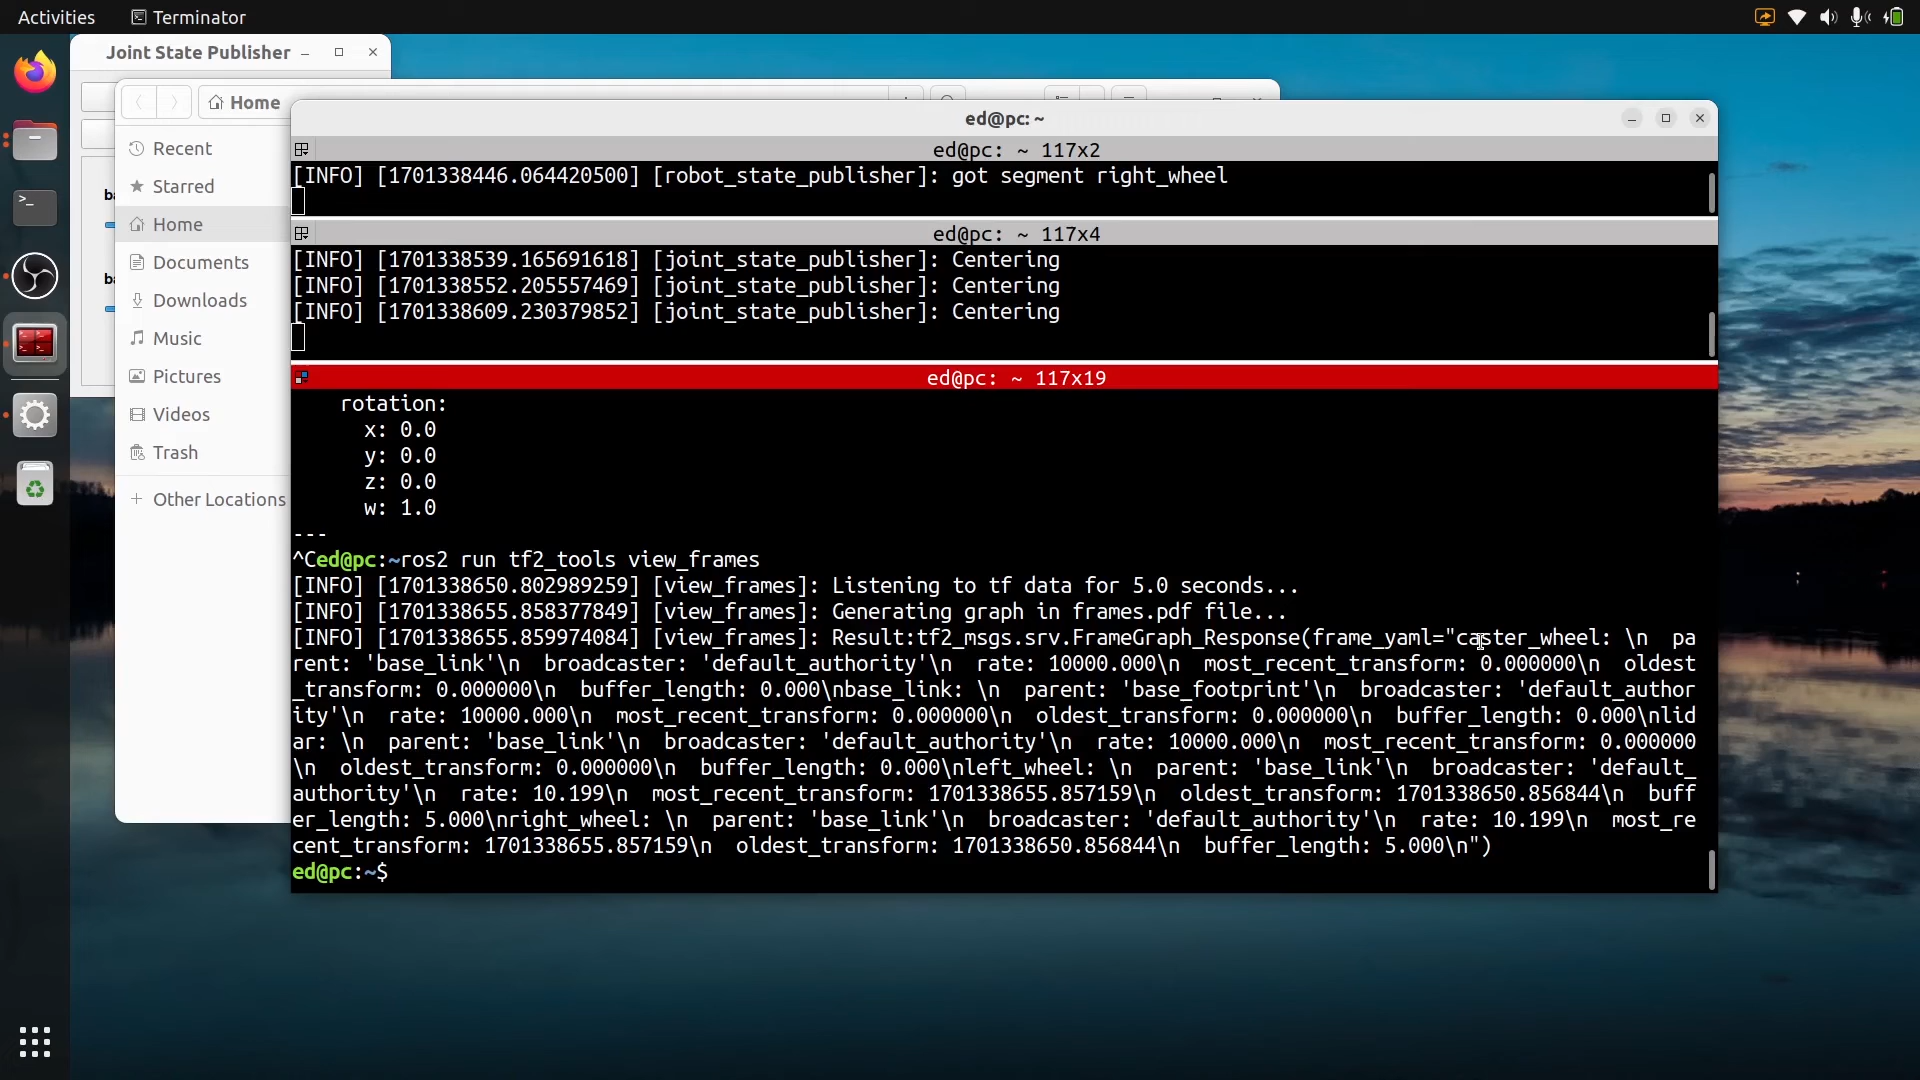 Activities Terminator
Joint State Publisher
Home
ed@pc: ~
Recent
Starred
Home
Documents
Downloads
Music
Pictures
Videos
Trash
Other Locations
ed@pc: ~ 117x2
[INFO] [1701338446.064420500] [robot_state_publisher]: got segment right_wheel
ed@pc: ~ 117x4
[INFO] [1701338539.165691618] [joint_state_publisher]: Centering
[INFO] [1701338552.205557469] [joint_state_publisher]: Centering
[INFO] [1701338609.230379852] [joint_state_publisher]: Centering
ed@pc: ~ 117x19
rotation:
x: 0.0
y: 0.0
z: 0.0
w: 1.0
---
^Ced@pc:~ros2 run tf2_tools view_frames
[INFO] [1701338650.802989259] [view_frames]: Listening to tf data for 5.0 seconds...
[INFO] [1701338655.858377849] [view_frames]: Generating graph in frames.pdf file...
[INFO] [1701338655.859974084] [view_frames]: Result:tf2_msgs.srv.FrameGraph_Response(frame_yaml="caster_wheel: \n  pa
rent: 'base_link'\n  broadcaster: 'default_authority'\n  rate: 10000.000\n  most_recent_transform: 0.000000\n  oldest
_transform: 0.000000\n  buffer_length: 0.000\nbase_link: \n  parent: 'base_footprint'\n  broadcaster: 'default_author
ity'\n  rate: 10000.000\n  most_recent_transform: 0.000000\n  oldest_transform: 0.000000\n  buffer_length: 0.000\nlid
ar: \n  parent: 'base_link'\n  broadcaster: 'default_authority'\n  rate: 10000.000\n  most_recent_transform: 0.000000
\n  oldest_transform: 0.000000\n  buffer_length: 0.000\nleft_wheel: \n  parent: 'base_link'\n  broadcaster: 'default_
authority'\n  rate: 10.199\n  most_recent_transform: 1701338655.857159\n  oldest_transform: 1701338650.856844\n  buff
er_length: 5.000\nright_wheel: \n  parent: 'base_link'\n  broadcaster: 'default_authority'\n  rate: 10.199\n  most_re
cent_transform: 1701338655.857159\n  oldest_transform: 1701338650.856844\n  buffer_length: 5.000\n")
ed@pc:~$